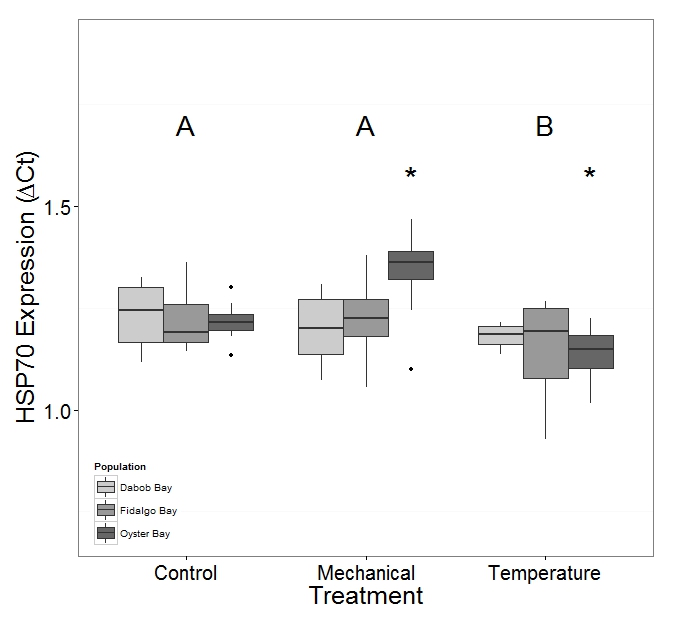 A A B
* *
HSP70 Expression (ΔCt)
1.5
1.0
Population
Dabob Bay
Fidalgo Bay
Oyster Bay
Control Mechanical Temperature
Treatment